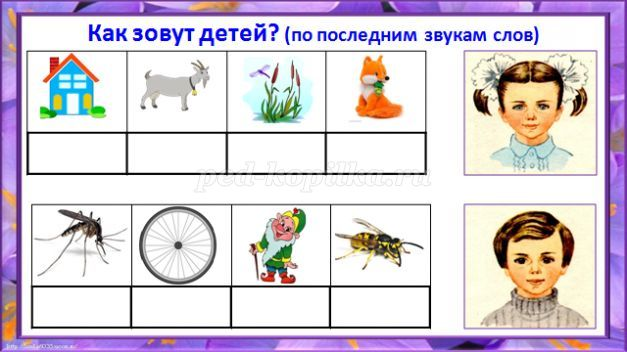 Как зовут детей? (по последним звукам слов)
ped-kopilka.ru